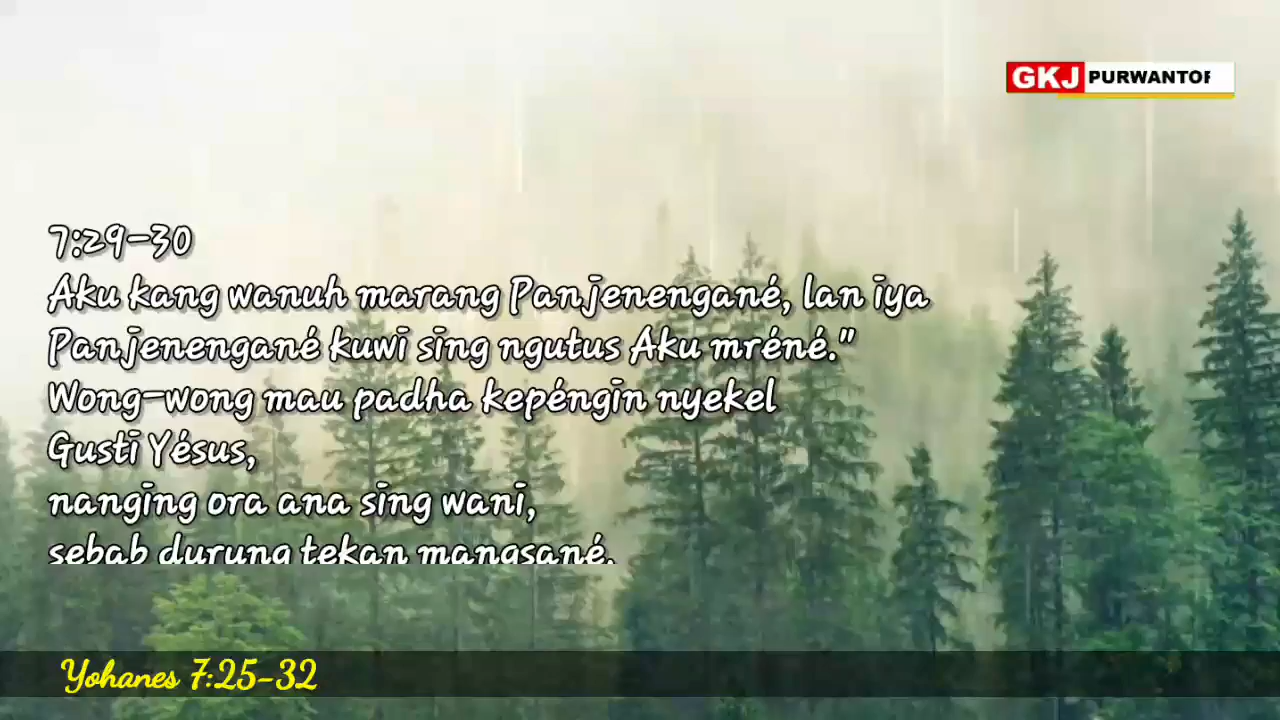 GKJ PURWANTOR
7:29-30
Aku kang wanuh marang Panjenengané, lan iya
Panjenengané kuwi sing ngutus Aku mréné."
Wong-wong mau padha kepéngin nyekel
Gusti Yésus,
nanging ora ana sing wani,
sebab durung tekan mangsané.
Yohanes 7:25-32